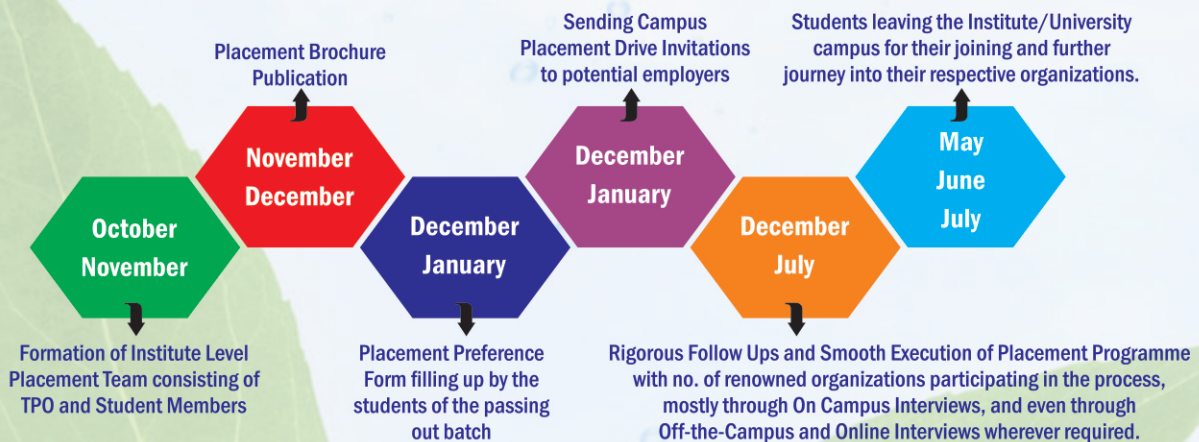 October
November
Formation of Institute Level
Placement Team consisting of
TPO and Student Members
Placement Brochure
Publication
November
December
December
January
Placement Preference
Form filling up by the
students of the passing
out batch
Sending Campus
Placement Drive Invitations
to potential employers
December
January
December
July
Rigorous Follow Ups and Smooth Execution of Placement Programme
with no. of renowned organizations participating in the process,
mostly through On Campus Interviews, and even through
Off-the-Campus and Online Interviews wherever required.
Students leaving the Institute/University
campus for their joining and further
journey into their respective organizations.
May
June
July